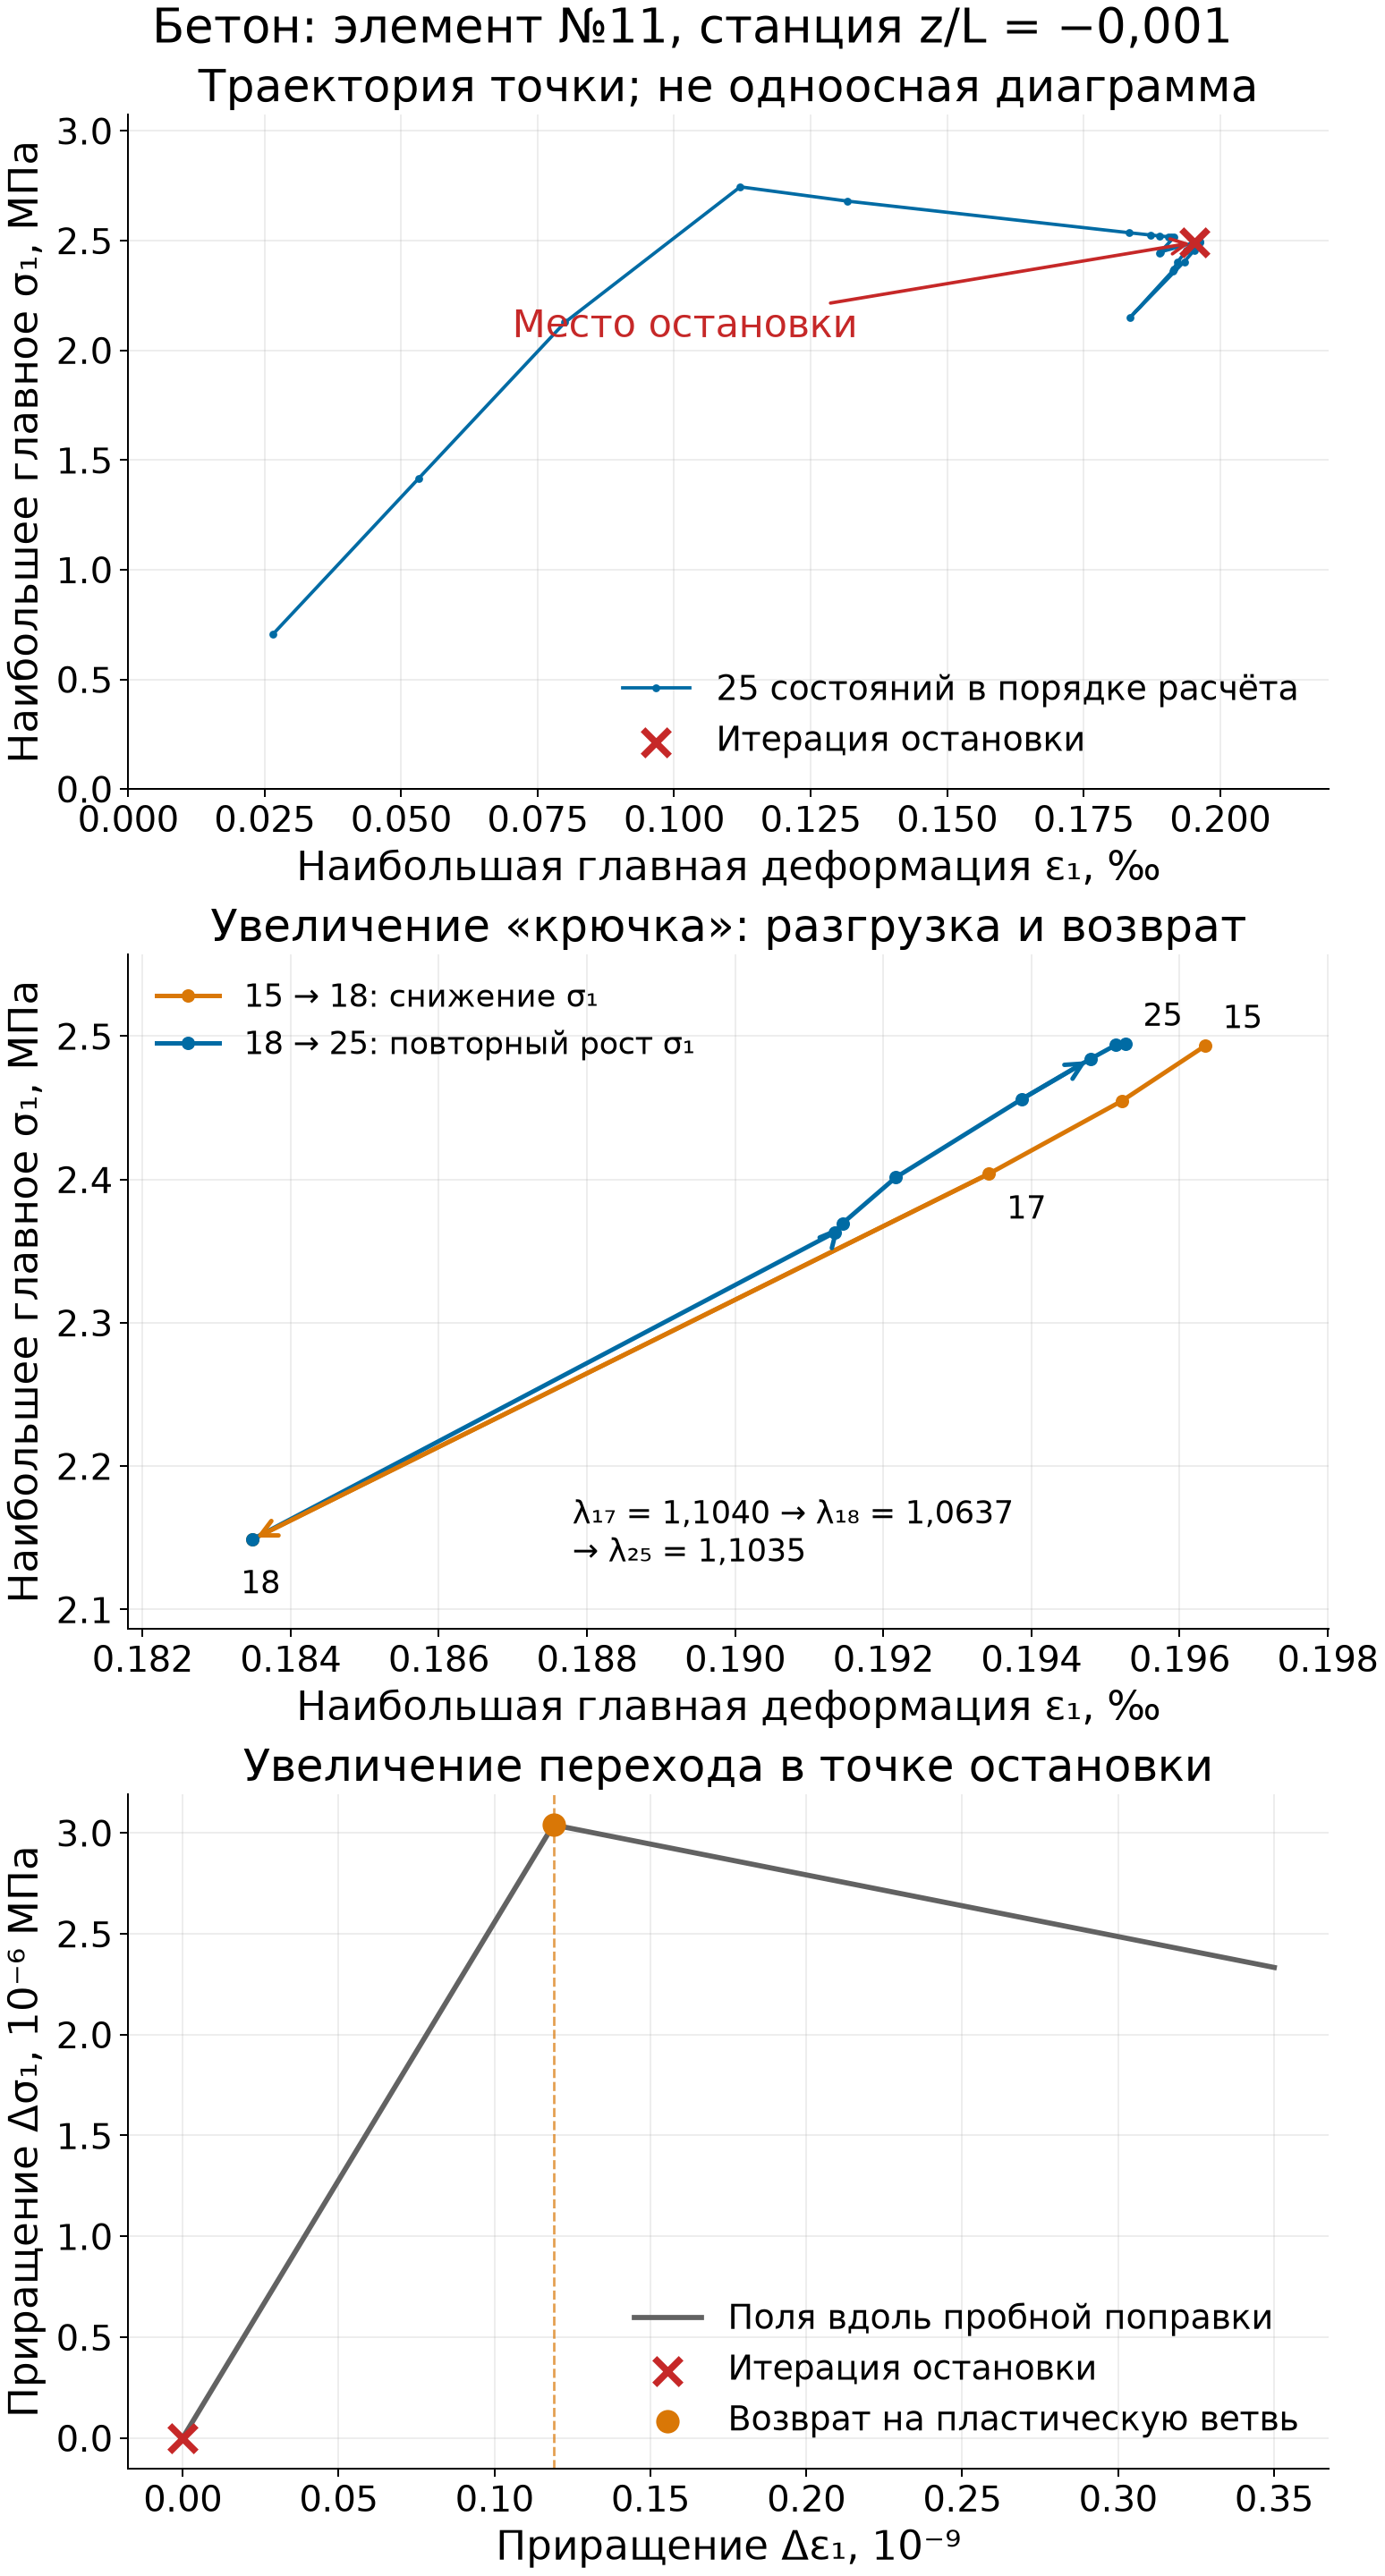 Бетон: элемент №11, станция z/L = −0,001
Траектория точки; не одноосная диаграмма
Наибольшее главное σ₁, МПа
3.0
2.5
2.0
1.5
1.0
0.5
0.0
Место остановки
25 состояний в порядке расчёта
Итерация остановки
0.000 0.025 0.050 0.075 0.100 0.125 0.150 0.175 0.200
Наибольшая главная деформация ε₁, ‰
Увеличение «крючка»: разгрузка и возврат
Наибольшее главное σ₁, МПа
15 → 18: снижение σ₁
18 → 25: повторный рост σ₁
25
15
17
18
λ₁₇ = 1,1040 → λ₁₈ = 1,0637
→ λ₂₅ = 1,1035
2.5
2.4
2.3
2.2
2.1
0.182 0.184 0.186 0.188 0.190 0.192 0.194 0.196 0.198
Наибольшая главная деформация ε₁, ‰
Увеличение перехода в точке остановки
Приращение Δσ₁, 10⁻⁶ МПа
3.0
2.5
2.0
1.5
1.0
0.5
0.0
Поля вдоль пробной поправки
Итерация остановки
Возврат на пластическую ветвь
0.00 0.05 0.10 0.15 0.20 0.25 0.30 0.35
Приращение Δε₁, 10⁻⁹